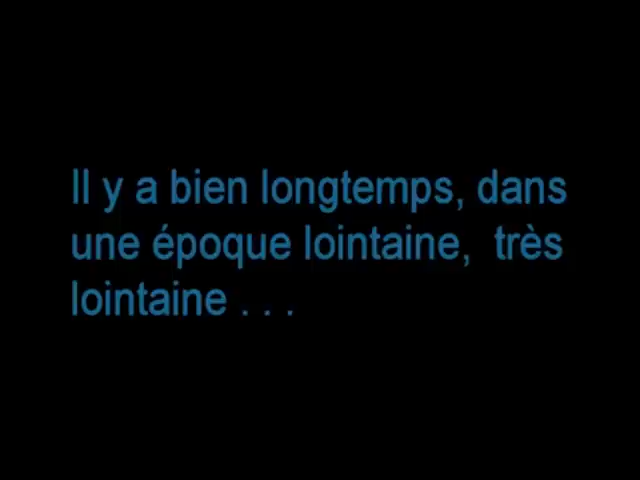 Il y a bien longtemps, dans
une époque lointaine,  très
lointaine . . .